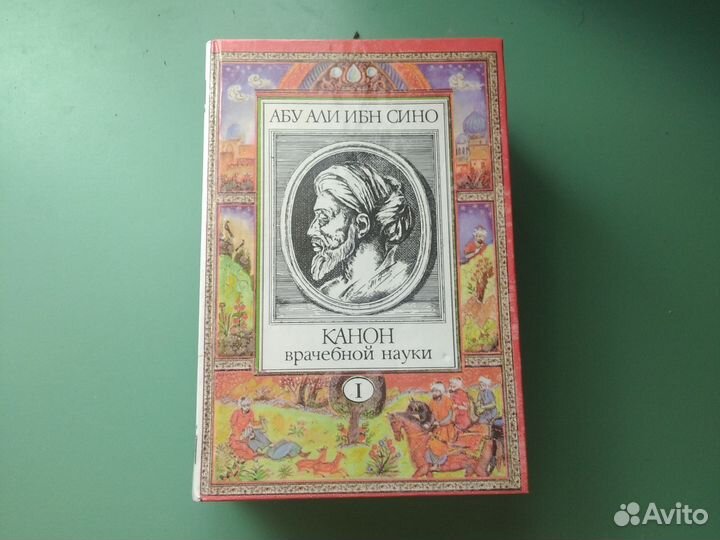 АБУ АЛИ ИБН СИНО
КАНОН
врачебной науки
I
Avito